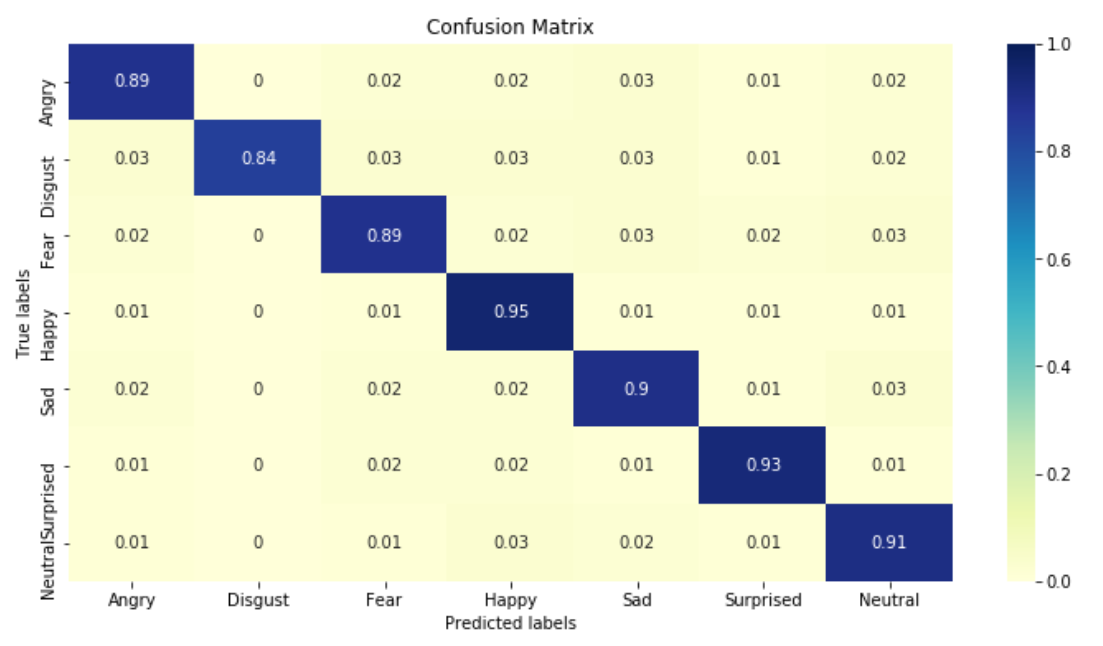 Confusion Matrix
Angry 0.89 0 0.02 0.02 0.03 0.01 0.02
Disgust 0.03 0.84 0.03 0.03 0.03 0.01 0.02
Fear 0.02 0 0.89 0.02 0.03 0.02 0.03
Happy 0.01 0 0.01 0.95 0.01 0.01 0.01
Sad 0.02 0 0.02 0.02 0.9 0.01 0.03
Surprised 0.01 0 0.02 0.02 0.01 0.93 0.01
Neutral 0.01 0 0.01 0.03 0.02 0.01 0.91
True labels
Angry Disgust Fear Happy Sad Surprised Neutral
Predicted labels
1.0
0.8
0.6
0.4
0.2
0.0